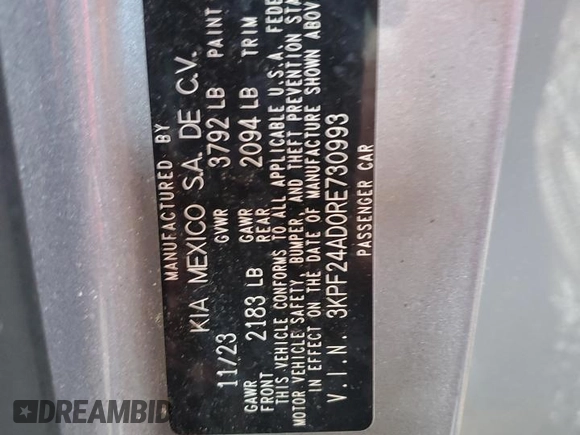 MANUFACTURED BY
KIA MEXICO S.A. DE C.V.
11/23 GVWR 3792 LB PAINT
GAWR FRONT 2183 LB GAWR REAR 2094 LB TRIM
THIS VEHICLE CONFORMS TO ALL APPLICABLE U.S.A. FEDE
MOTOR VEHICLE SAFETY, BUMPER, AND THEFT PREVENTION STA
IN EFFECT ON THE DATE OF MANUFACTURE SHOWN ABOV
V.I.N. 3KPF24AD0RE730993
PASSENGER CAR
DREAMBID